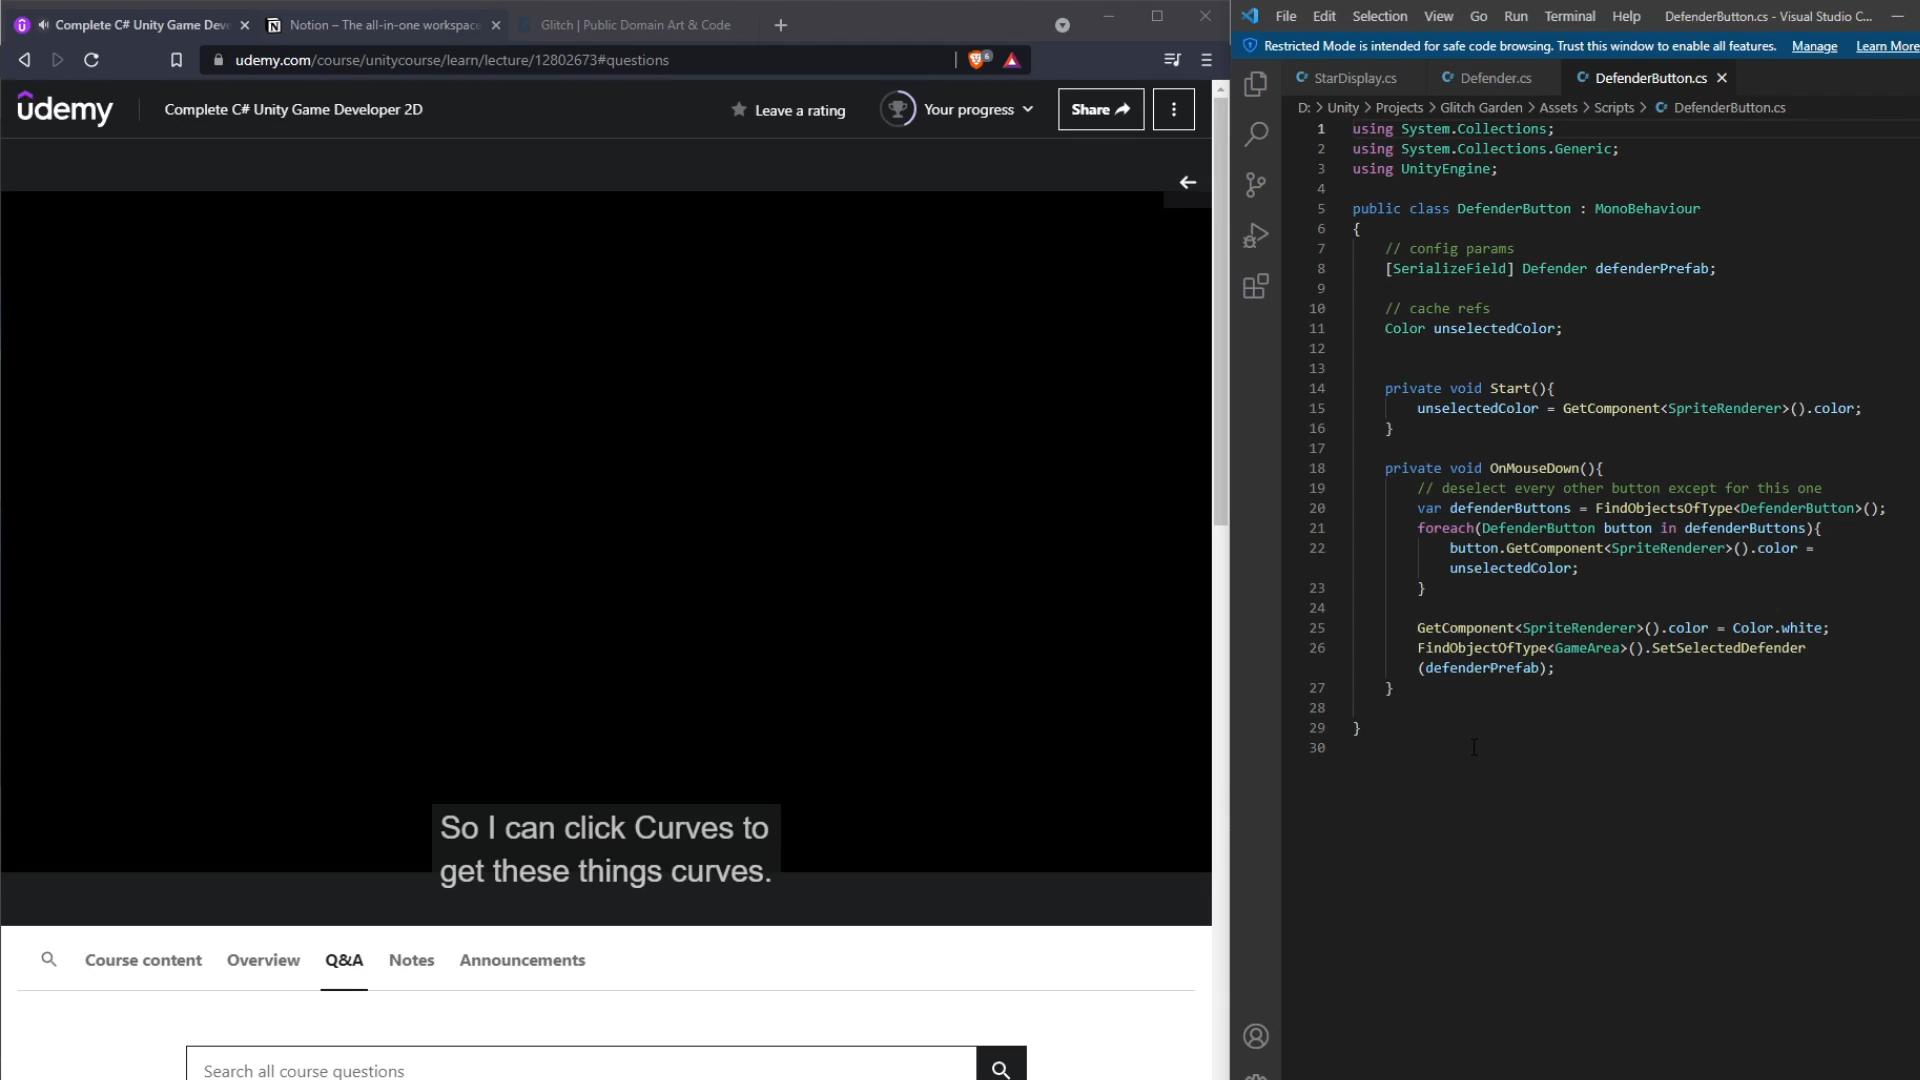 Complete C# Unity Game Deve
Notion – The all-in-one workspace
Glitch | Public Domain Art & Code
udemy.com/course/unitycourse/learn/lecture/12802673#questions
6
udemy
Complete C# Unity Game Developer 2D
Leave a rating
Your progress
Share
So I can click Curves to
get these things curves.
Course content
Overview
Q&A
Notes
Announcements
Search all course questions
File Edit Selection View Go Run Terminal Help
DefenderButton.cs - Visual Studio C...
Restricted Mode is intended for safe code browsing. Trust this window to enable all features. Manage Learn More
StarDisplay.cs
Defender.cs
DefenderButton.cs
D: > Unity > Projects > Glitch Garden > Assets > Scripts > DefenderButton.cs
1 using System.Collections;
2 using System.Collections.Generic;
3 using UnityEngine;
4
5 public class DefenderButton : MonoBehaviour
6 {
7 // config params
8 [SerializeField] Defender defenderPrefab;
9
10 // cache refs
11 Color unselectedColor;
12
13
14 private void Start(){
15 unselectedColor = GetComponent<SpriteRenderer>().color;
16 }
17
18 private void OnMouseDown(){
19 // deselect every other button except for this one
20 var defenderButtons = FindObjectsOfType<DefenderButton>();
21 foreach(DefenderButton button in defenderButtons){
22 button.GetComponent<SpriteRenderer>().color =
unselectedColor;
23 }
24
25 GetComponent<SpriteRenderer>().color = Color.white;
26 FindObjectOfType<GameArea>().SetSelectedDefender
(defenderPrefab);
27 }
28
29 }
30